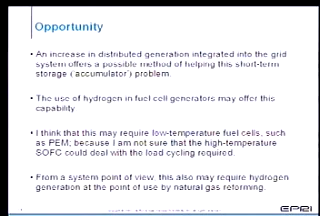 Opportunity
• An increase in distributed generation integrated into the grid
system offers a possible method of helping this short-term
storage ('accumulator') problem.
• The use of hydrogen in fuel cell generators may offer this
capability
• I think that this may require low-temperature fuel cells, such
as PEM; because I am not sure that the high-temperature
SOFC could deal with the load cycling required.
• From a system point of view, this also may require hydrogen
generation at the point of use by natural gas reforming.
EPRI